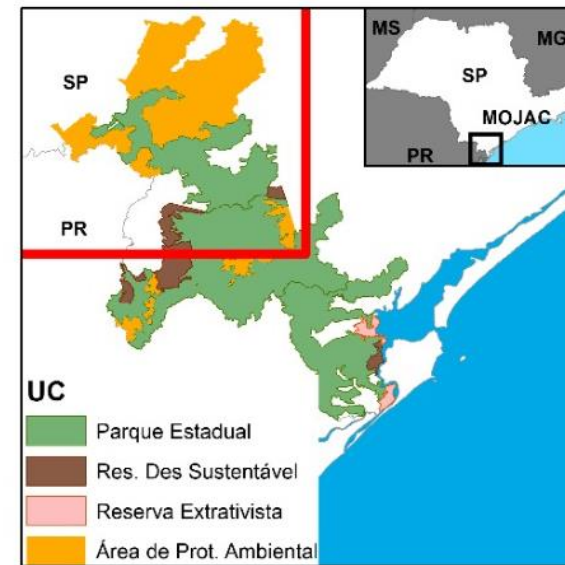 SP
PR
MS
MG
SP
MOJAC
PR
UC
Parque Estadual
Res. Des Sustentável
Reserva Extrativista
Área de Prot. Ambiental